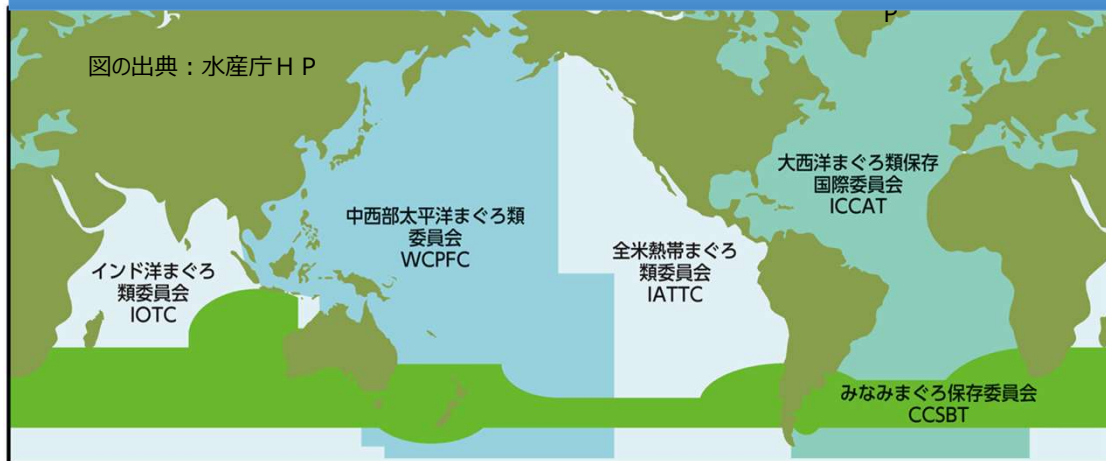 P
図の出典：水産庁ＨＰ
大西洋まぐろ類保存
国際委員会
ICCAT
中西部太平洋まぐろ類
委員会
WCPFC
全米熱帯まぐろ
類委員会
IATTC
インド洋まぐろ
類委員会
IOTC
みなみまぐろ保存委員会
CCSBT